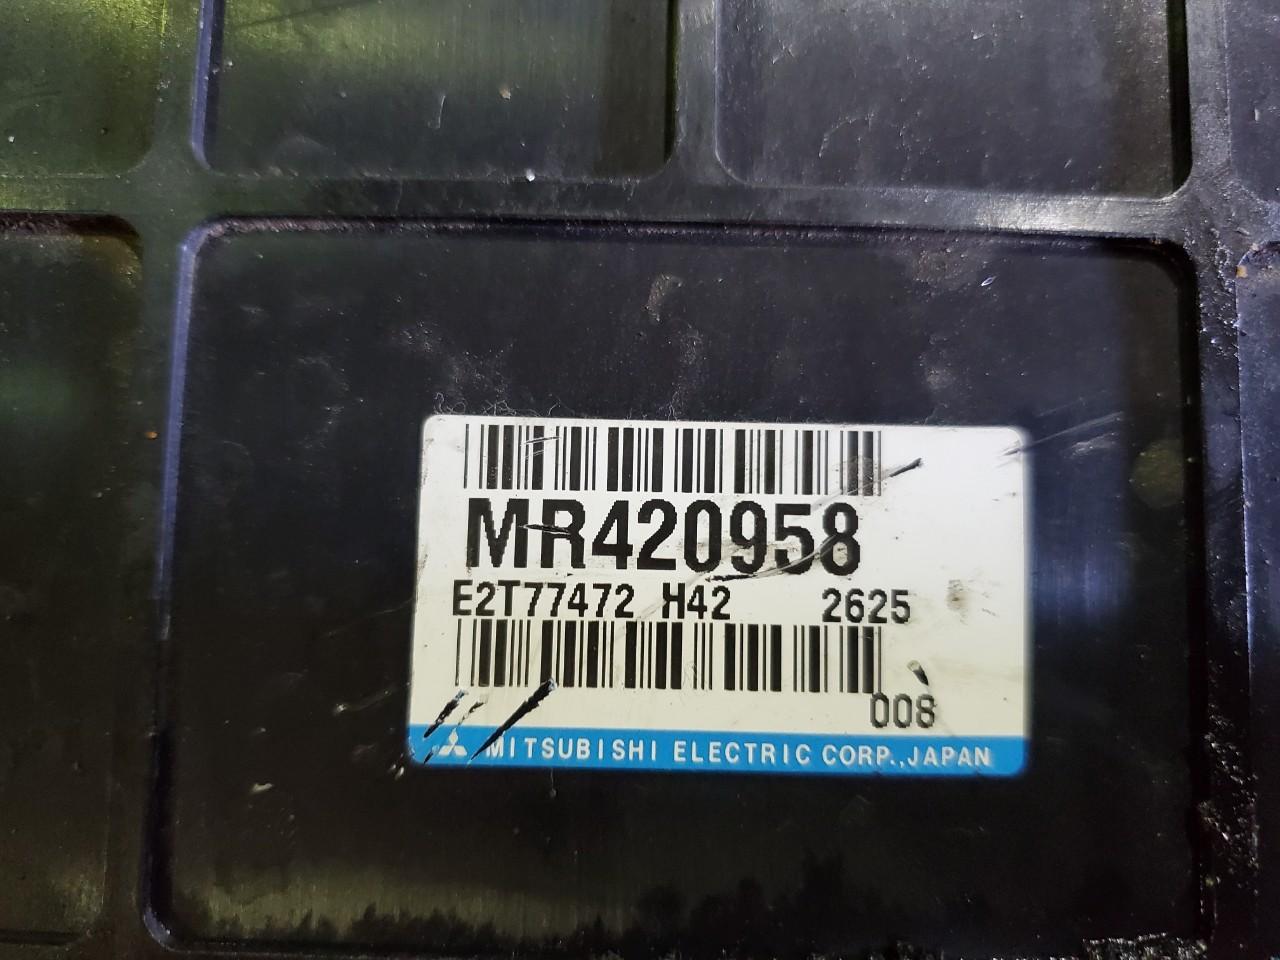 MR420958
E2T77472 H42 2625
008
MITSUBISHI ELECTRIC CORP.,JAPAN